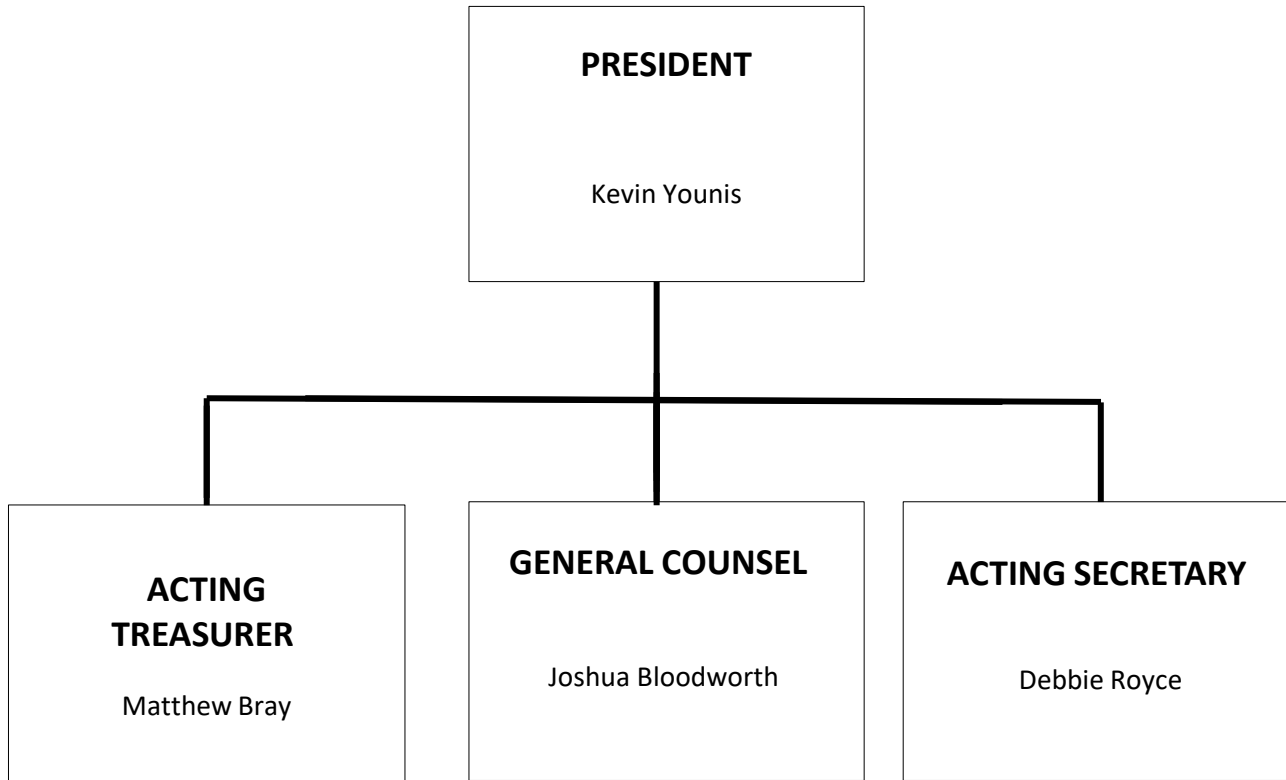 PRESIDENT
Kevin Younis
ACTING
TREASURER
Matthew Bray
GENERAL COUNSEL
Joshua Bloodworth
ACTING SECRETARY
Debbie Royce